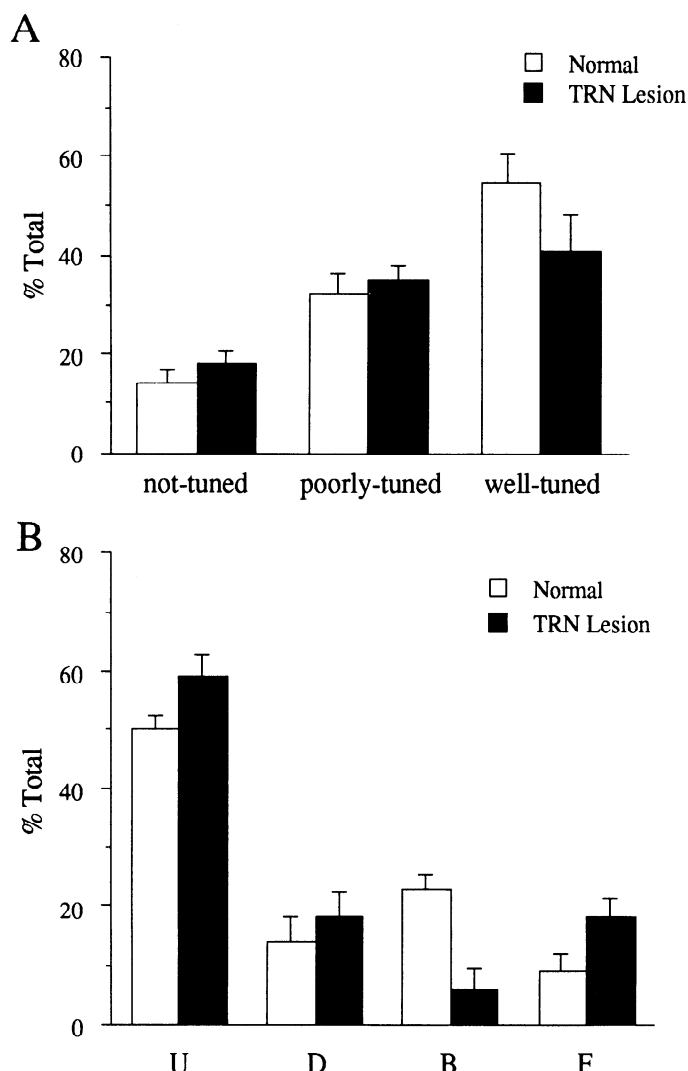 A
80
60
40
20
0
% Total
Normal
TRN Lesion
not-tuned poorly-tuned well-tuned
B
80
60
40
20
0
% Total
Normal
TRN Lesion
U D B F